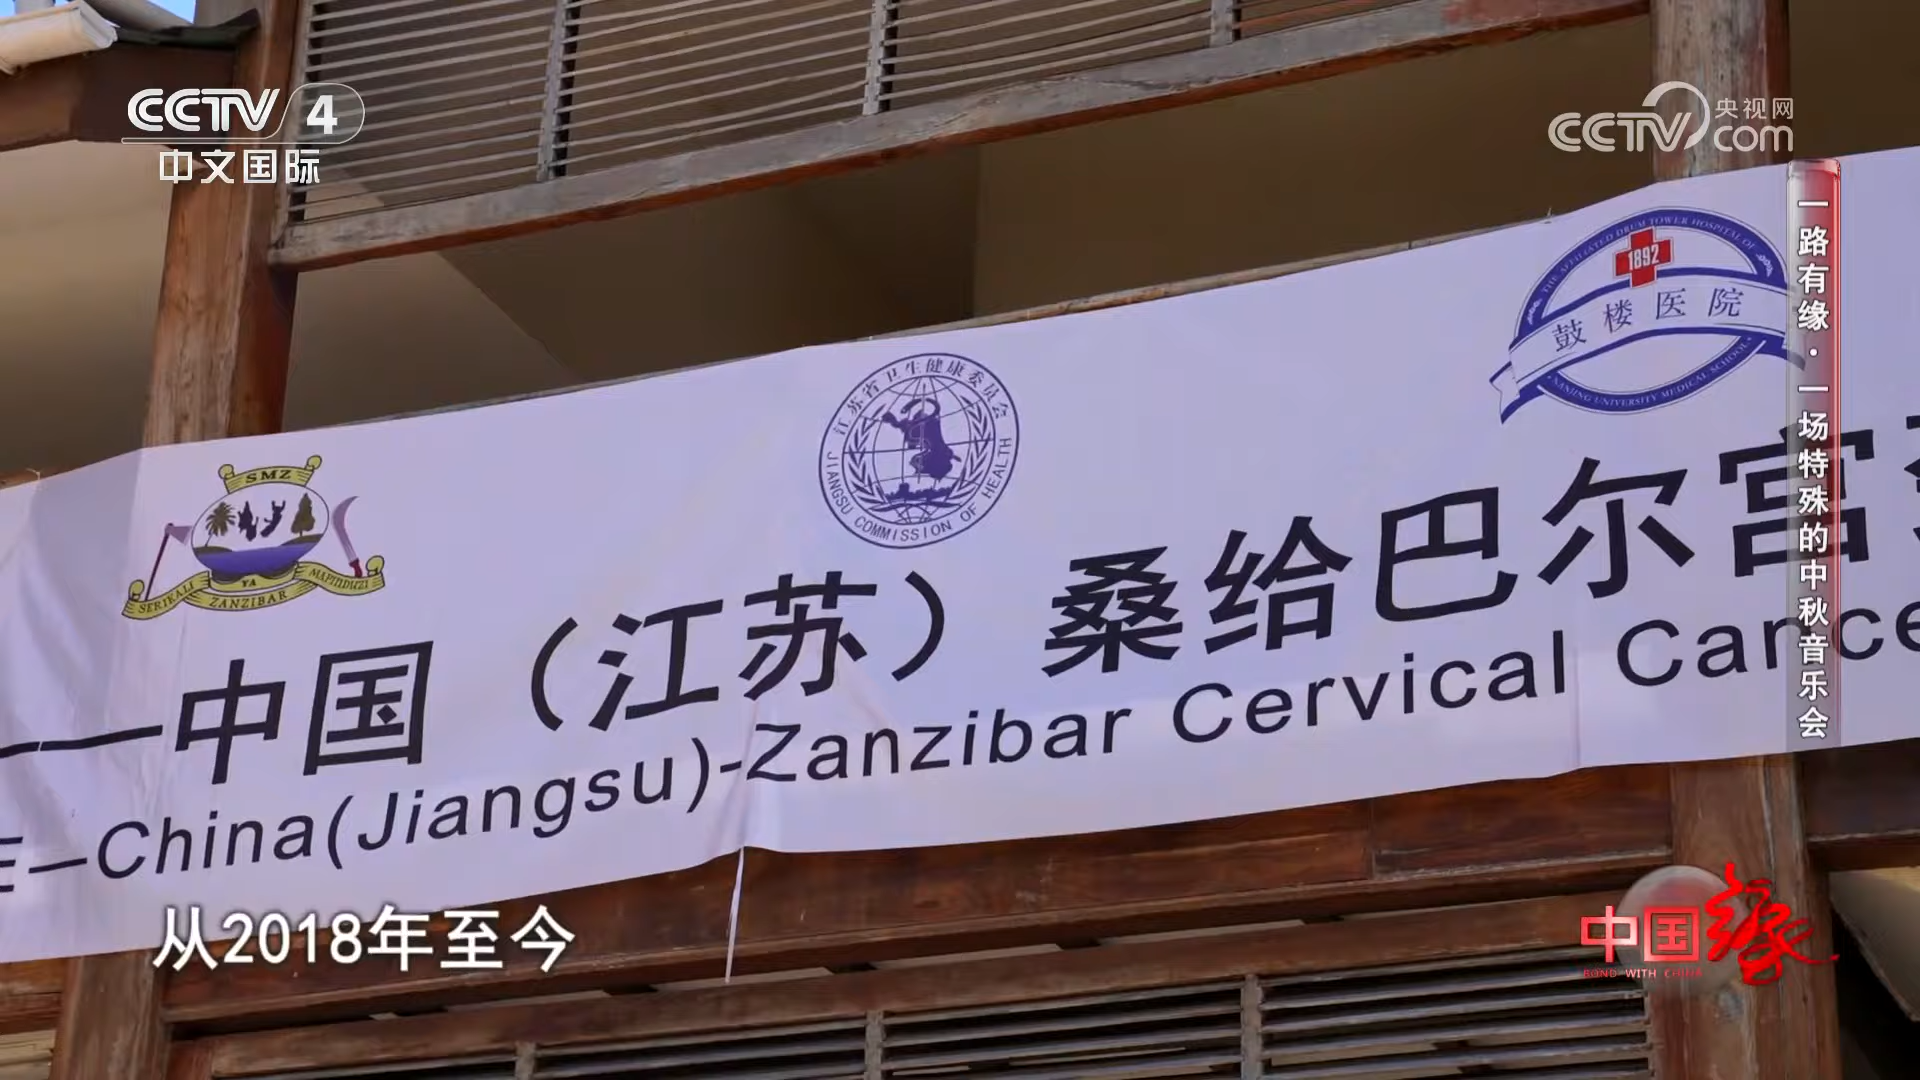 CCTV 4
中文国际
CCTV.com 央视网
一路有缘·一场特殊的中秋音乐会
SMZ
SERIKALI YA MAPINDUZI
ZANZIBAR
江苏省卫生健康委员会
JIANGSU COMMISSION OF HEALTH
THE AFFILIATED DRUM TOWER HOSPITAL OF
1892
鼓楼医院
NANJING UNIVERSITY MEDICAL SCHOOL
——中国（江苏）桑给巴尔宫
E—China(Jiangsu)-Zanzibar Cervical Cance
从2018年至今
中国缘
BOND WITH CHINA